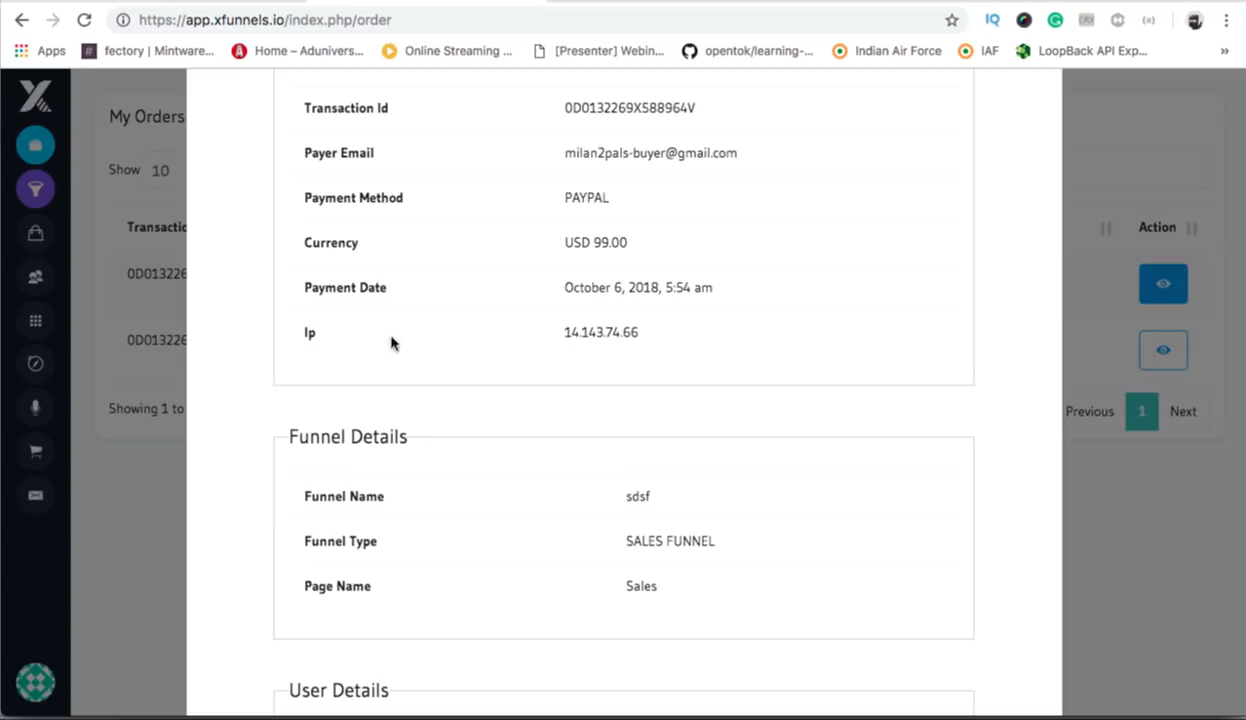 https://app.xfunnels.io/index.php/order
IQ
Apps
fectory | Mintware...
Home – Adunivers...
Online Streaming ...
[Presenter] Webin...
opentok/learning-...
Indian Air Force
IAF
LoopBack API Exp...
»
My Orders
Show 10
Transactio
Action
0D013226
0D013226
Showing 1 to
Previous 1 Next
Transaction Id 0D0132269X588964V
Payer Email milan2pals-buyer@gmail.com
Payment Method PAYPAL
Currency USD 99.00
Payment Date October 6, 2018, 5:54 am
Ip 14.143.74.66
Funnel Details
Funnel Name sdsf
Funnel Type SALES FUNNEL
Page Name Sales
User Details